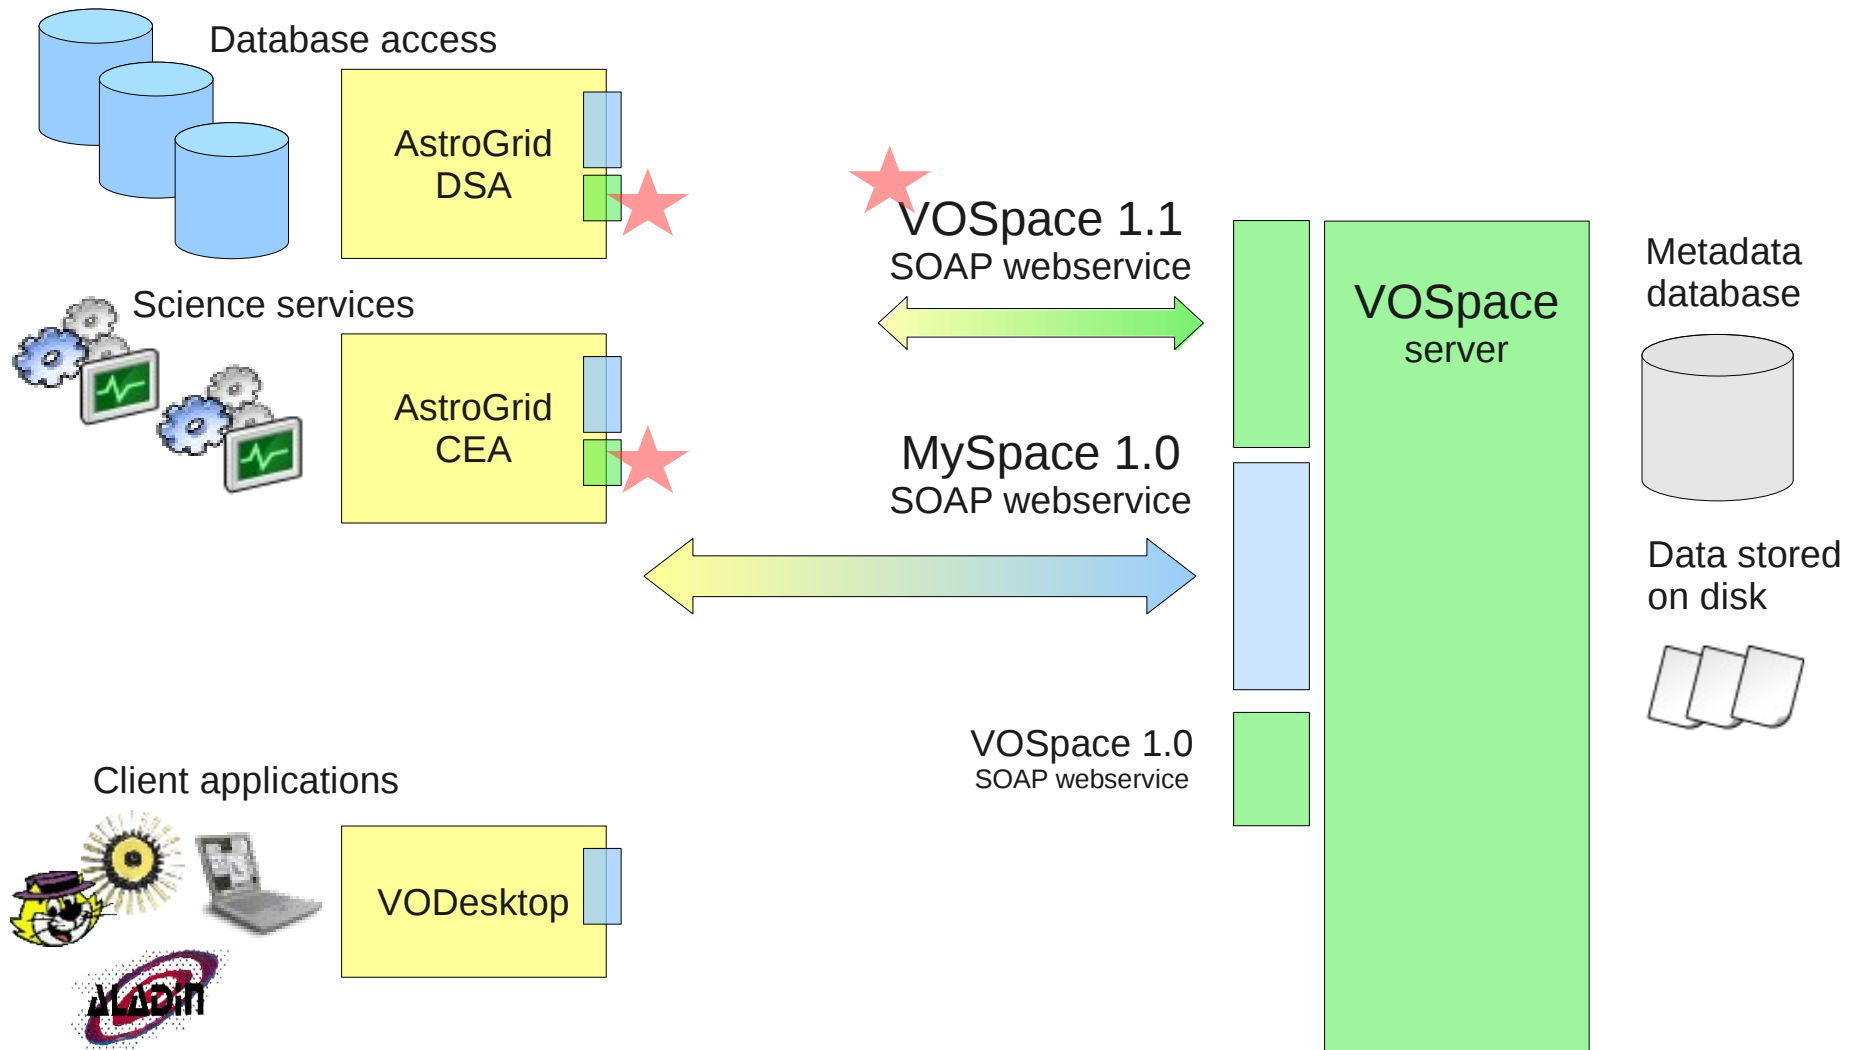 Database access
AstroGrid
DSA
Science services
AstroGrid
CEA
Client applications
VODesktop
ALADiN
VOSpace 1.1
SOAP webservice
MySpace 1.0
SOAP webservice
VOSpace 1.0
SOAP webservice
VOSpace
server
Metadata
database
Data stored
on disk